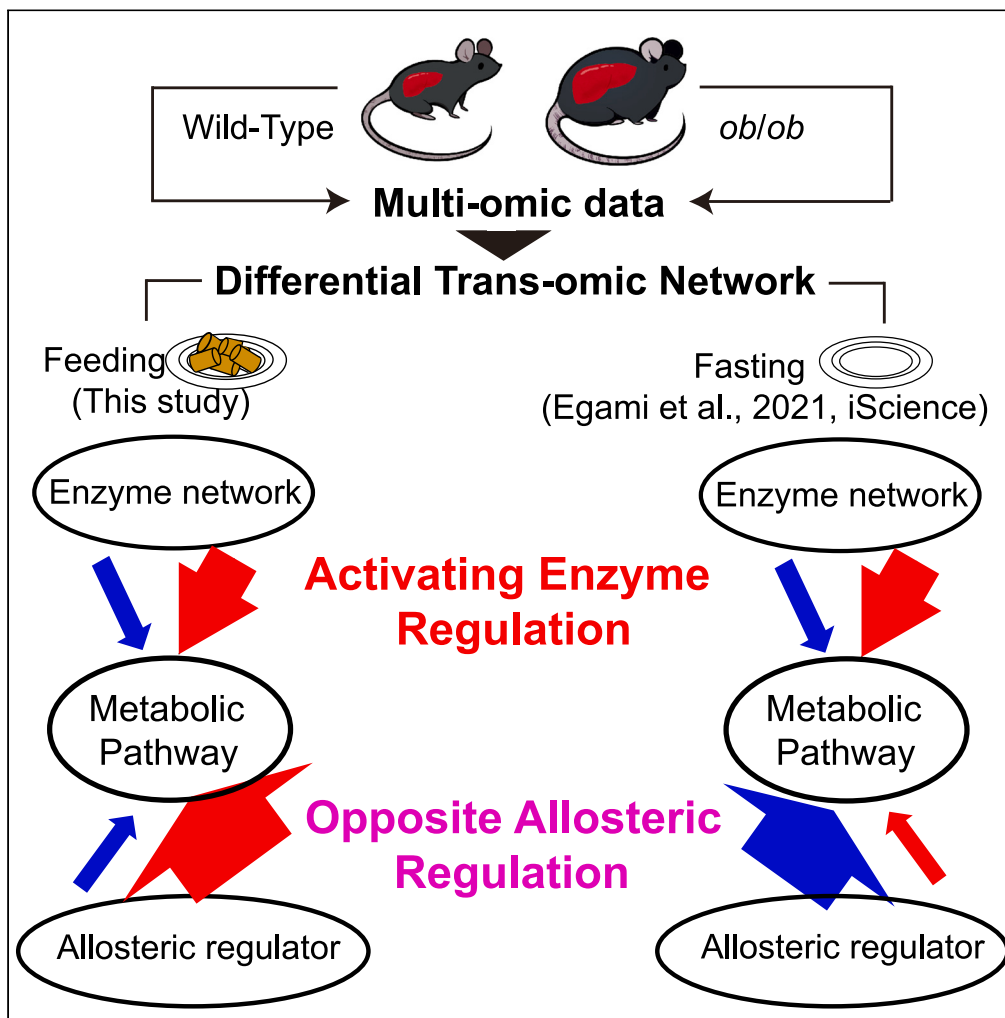 Wild-Type
ob/ob
Multi-omic data
Differential Trans-omic Network
Feeding
(This study)
Fasting
(Egami et al., 2021, iScience)
Enzyme network
Enzyme network
Activating Enzyme
Regulation
Metabolic
Pathway
Metabolic
Pathway
Opposite Allosteric
Regulation
Allosteric regulator
Allosteric regulator